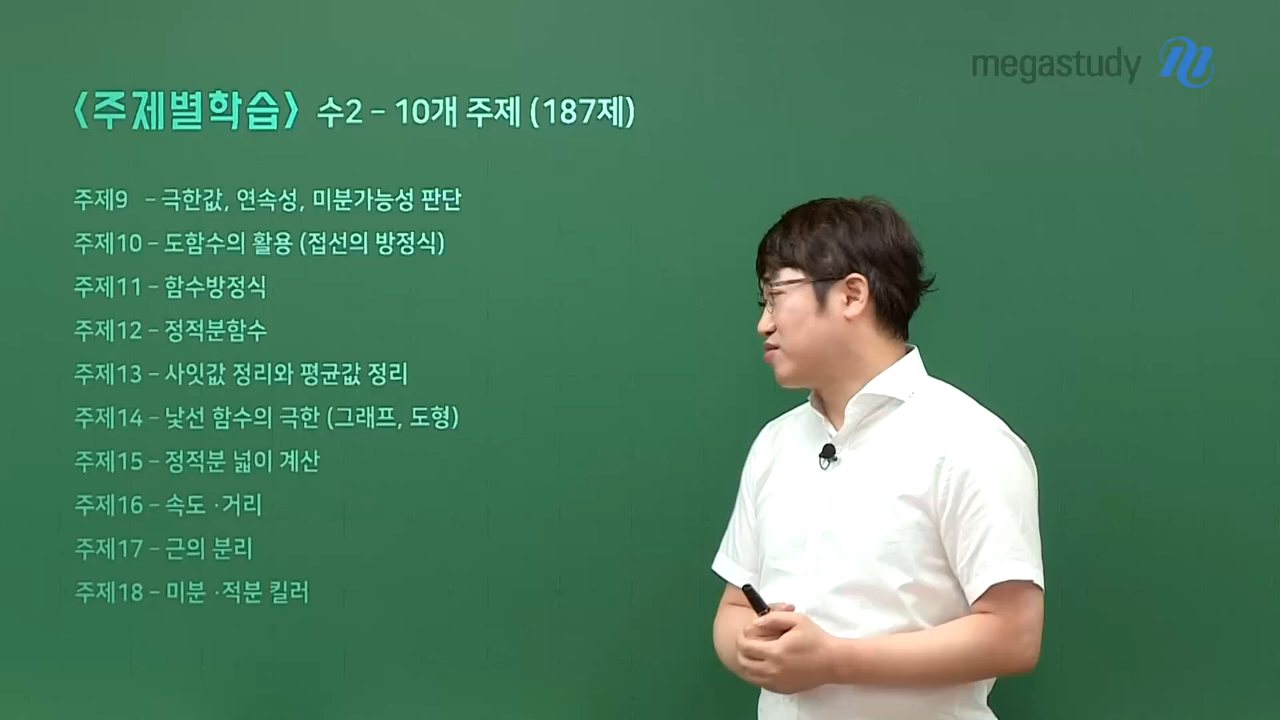 megastudy
<주제별학습> 수2 - 10개 주제 (187제)
주제9 - 극한값, 연속성, 미분가능성 판단
주제10 - 도함수의 활용 (접선의 방정식)
주제11 - 함수방정식
주제12 - 정적분함수
주제13 - 사잇값 정리와 평균값 정리
주제14 - 낯선 함수의 극한 (그래프, 도형)
주제15 - 정적분 넓이 계산
주제16 - 속도 ·거리
주제17 - 근의 분리
주제18 - 미분 ·적분 킬러